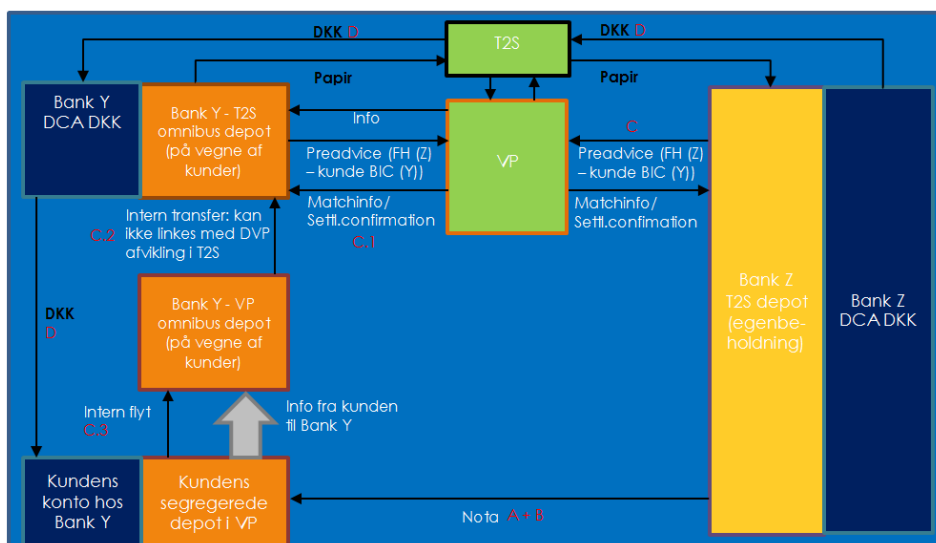 DKK D
T2S
DKK D
Papir
Papir
Bank Y
DCA DKK
Bank Y - T2S
omnibus depot
(på vegne af
kunder)
Info
VP
C
Preadvice (FH (Z)
– kunde BIC (Y))
Preadvice (FH (Z)
– kunde BIC (Y))
Matchinfo/
Settl.confirmation
C.1
Matchinfo/
Settl.confirmation
Intern transfer: kan
C.2 ikke linkes med DVP
afvikling i T2S
Bank Y - VP
omnibus depot
(på vegne af
kunder)
Bank Z
T2S depot
(egenbe-
holdning)
Bank Z
DCA DKK
DKK
D
Intern flyt
C.3
Info fra kunden
til Bank Y
Kundens
konto hos
Bank Y
Kundens
segregerede
depot i VP
Nota A + B